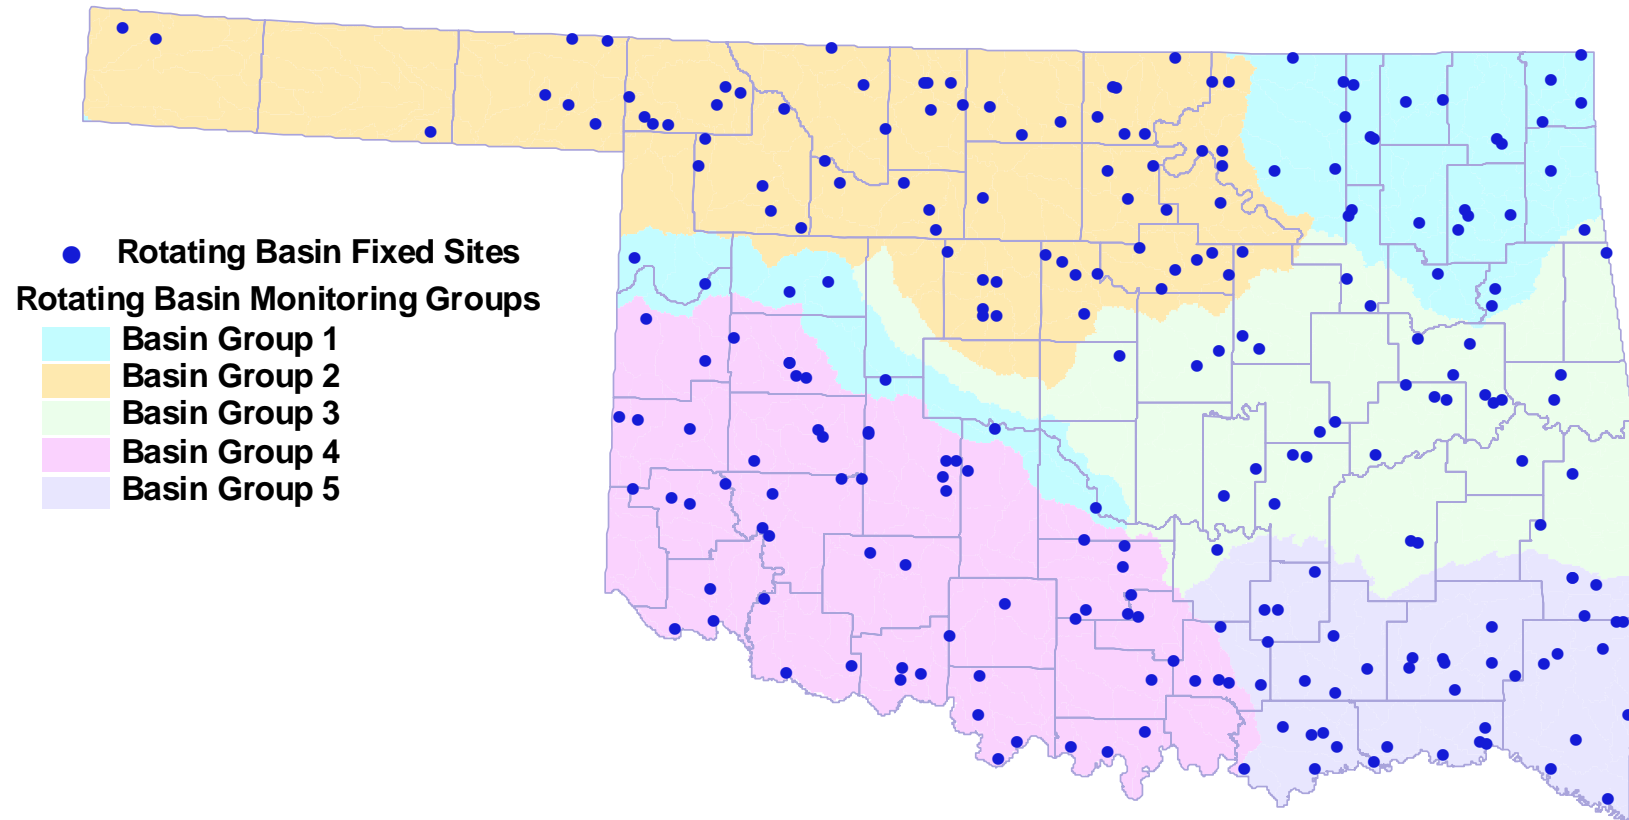 Rotating Basin Fixed Sites
Rotating Basin Monitoring Groups
Basin Group 1
Basin Group 2
Basin Group 3
Basin Group 4
Basin Group 5